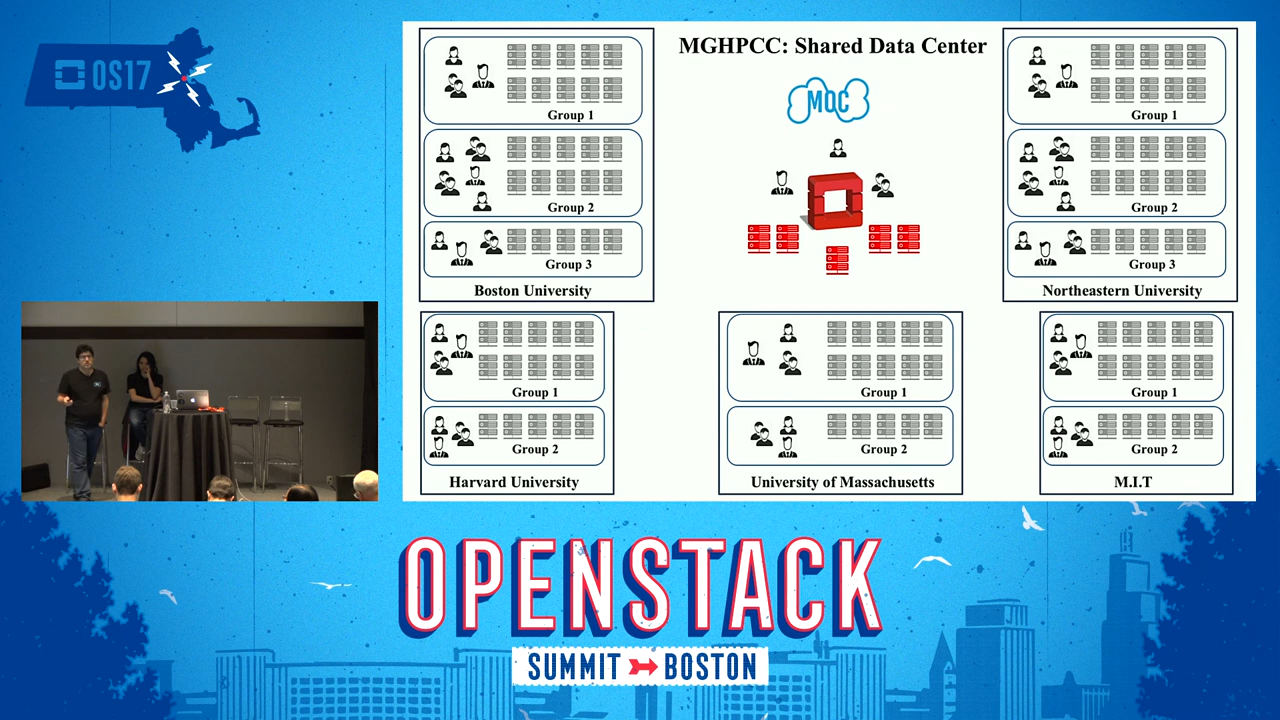 OS17
MGHPCC: Shared Data Center
MOC
Group 1
Group 2
Group 3
Boston University
Group 1
Group 2
Group 3
Northeastern University
Group 1
Group 2
Harvard University
Group 1
Group 2
University of Massachusetts
Group 1
Group 2
M.I.T
OPENSTACK
SUMMIT BOSTON